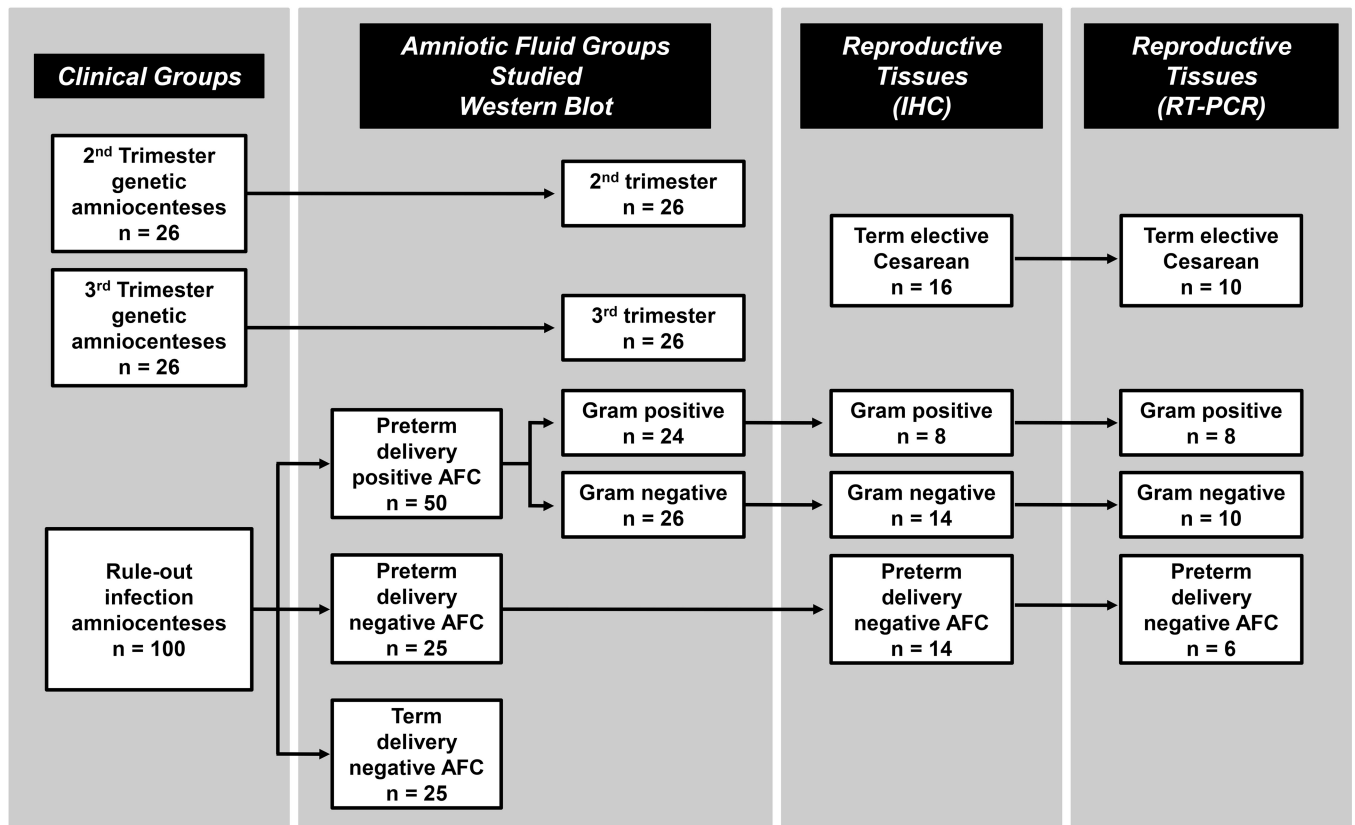 Clinical Groups
2nd Trimester
genetic
amniocenteses
n = 26
3rd Trimester
genetic
amniocenteses
n = 26
Rule-out
infection
amniocenteses
n = 100
Amniotic Fluid Groups
Studied
Western Blot
2nd trimester
n = 26
3rd trimester
n = 26
Preterm
delivery
positive AFC
n = 50
Gram positive
n = 24
Gram negative
n = 26
Preterm
delivery
negative AFC
n = 25
Term
delivery
negative AFC
n = 25
Reproductive
Tissues
(IHC)
Term elective
Cesarean
n = 16
Gram positive
n = 8
Gram negative
n = 14
Preterm
delivery
negative AFC
n = 14
Reproductive
Tissues
(RT-PCR)
Term elective
Cesarean
n = 10
Gram positive
n = 8
Gram negative
n = 10
Preterm
delivery
negative AFC
n = 6